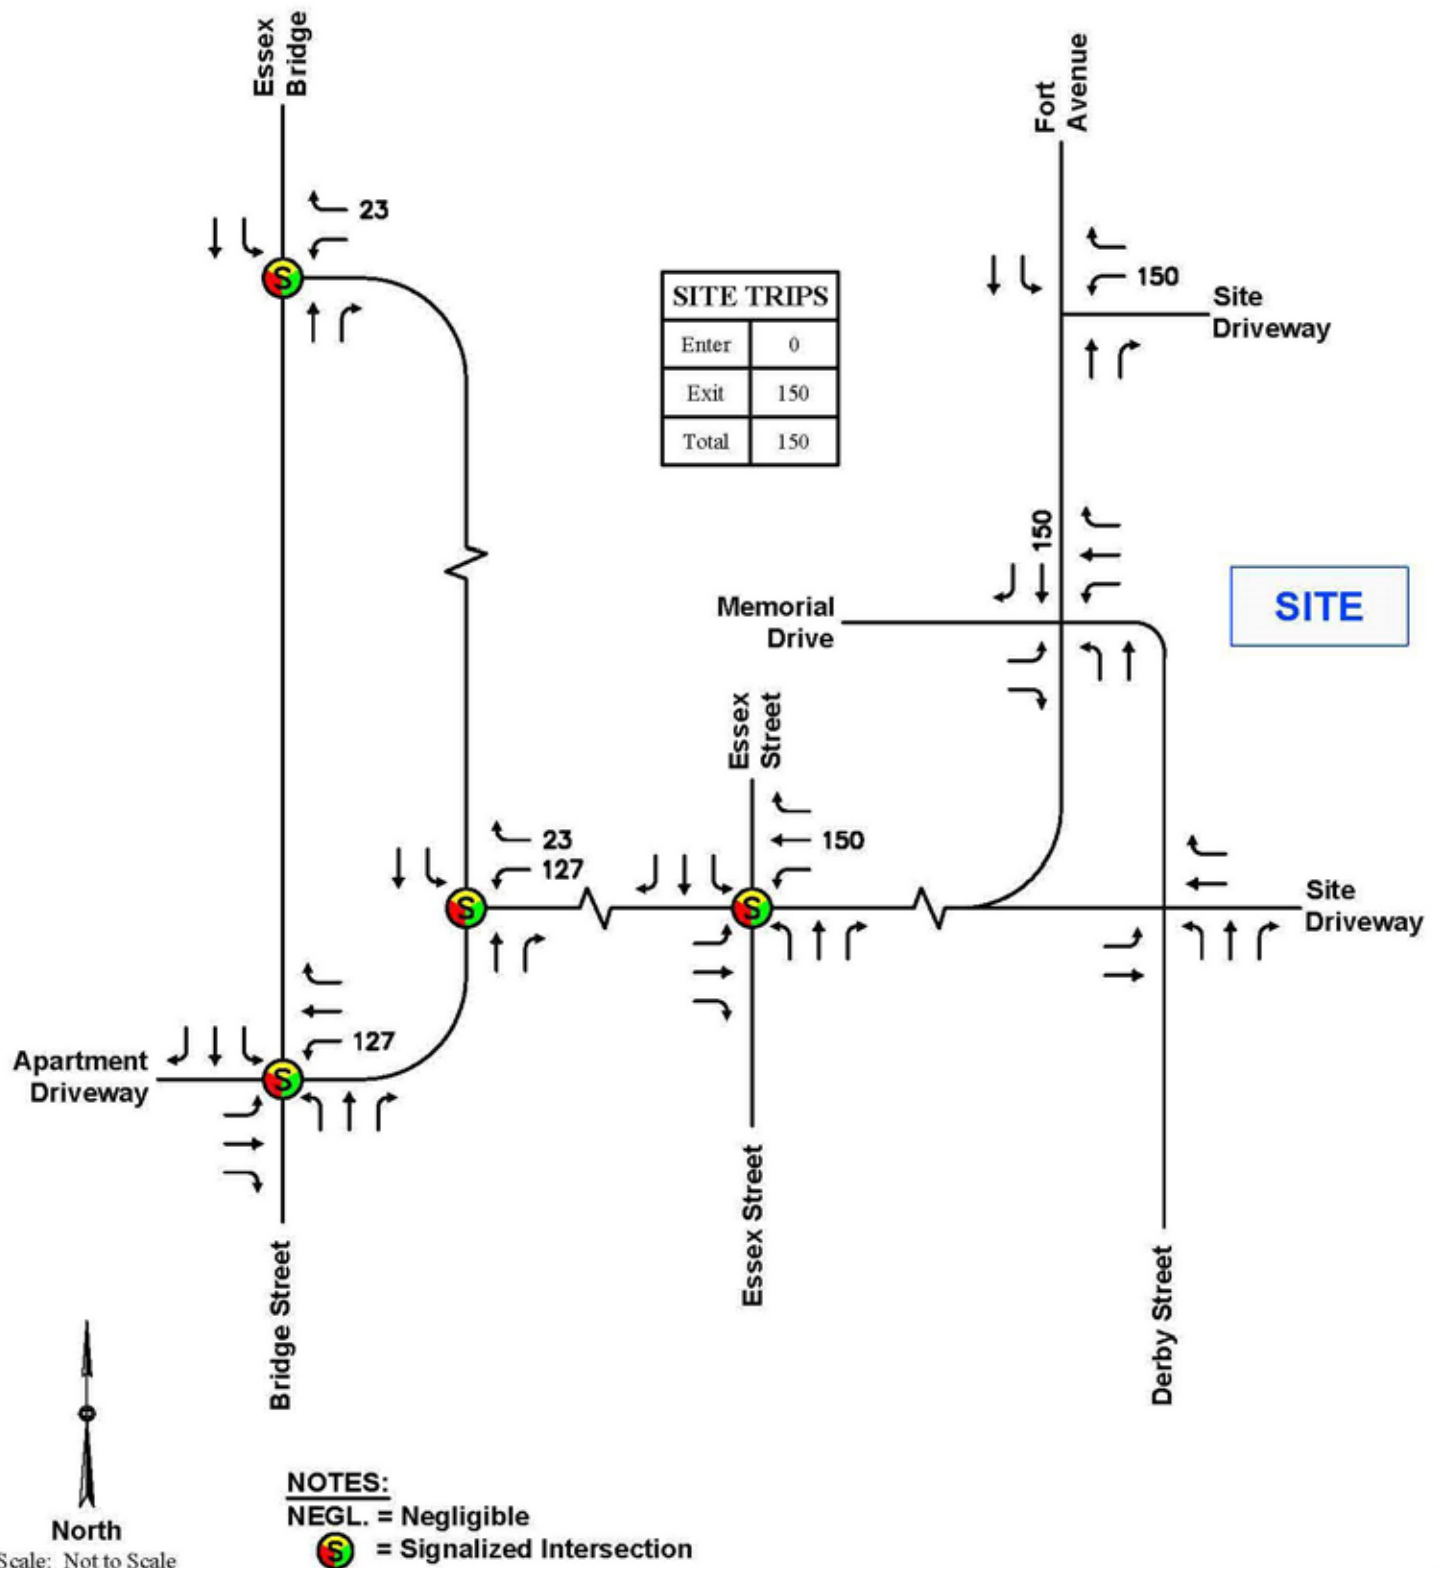 Essex
Bridge
Fort
Avenue
23
150
Site
Driveway
SITE TRIPS
Enter 0
Exit 150
Total 150
150
Memorial
Drive
SITE
Essex
Street
23
127
150
Site
Driveway
127
Apartment
Driveway
S
S
S
S
Bridge Street
Essex Street
Derby Street
North
Scale: Not to Scale
NOTES:
NEGL. = Negligible
S = Signalized Intersection